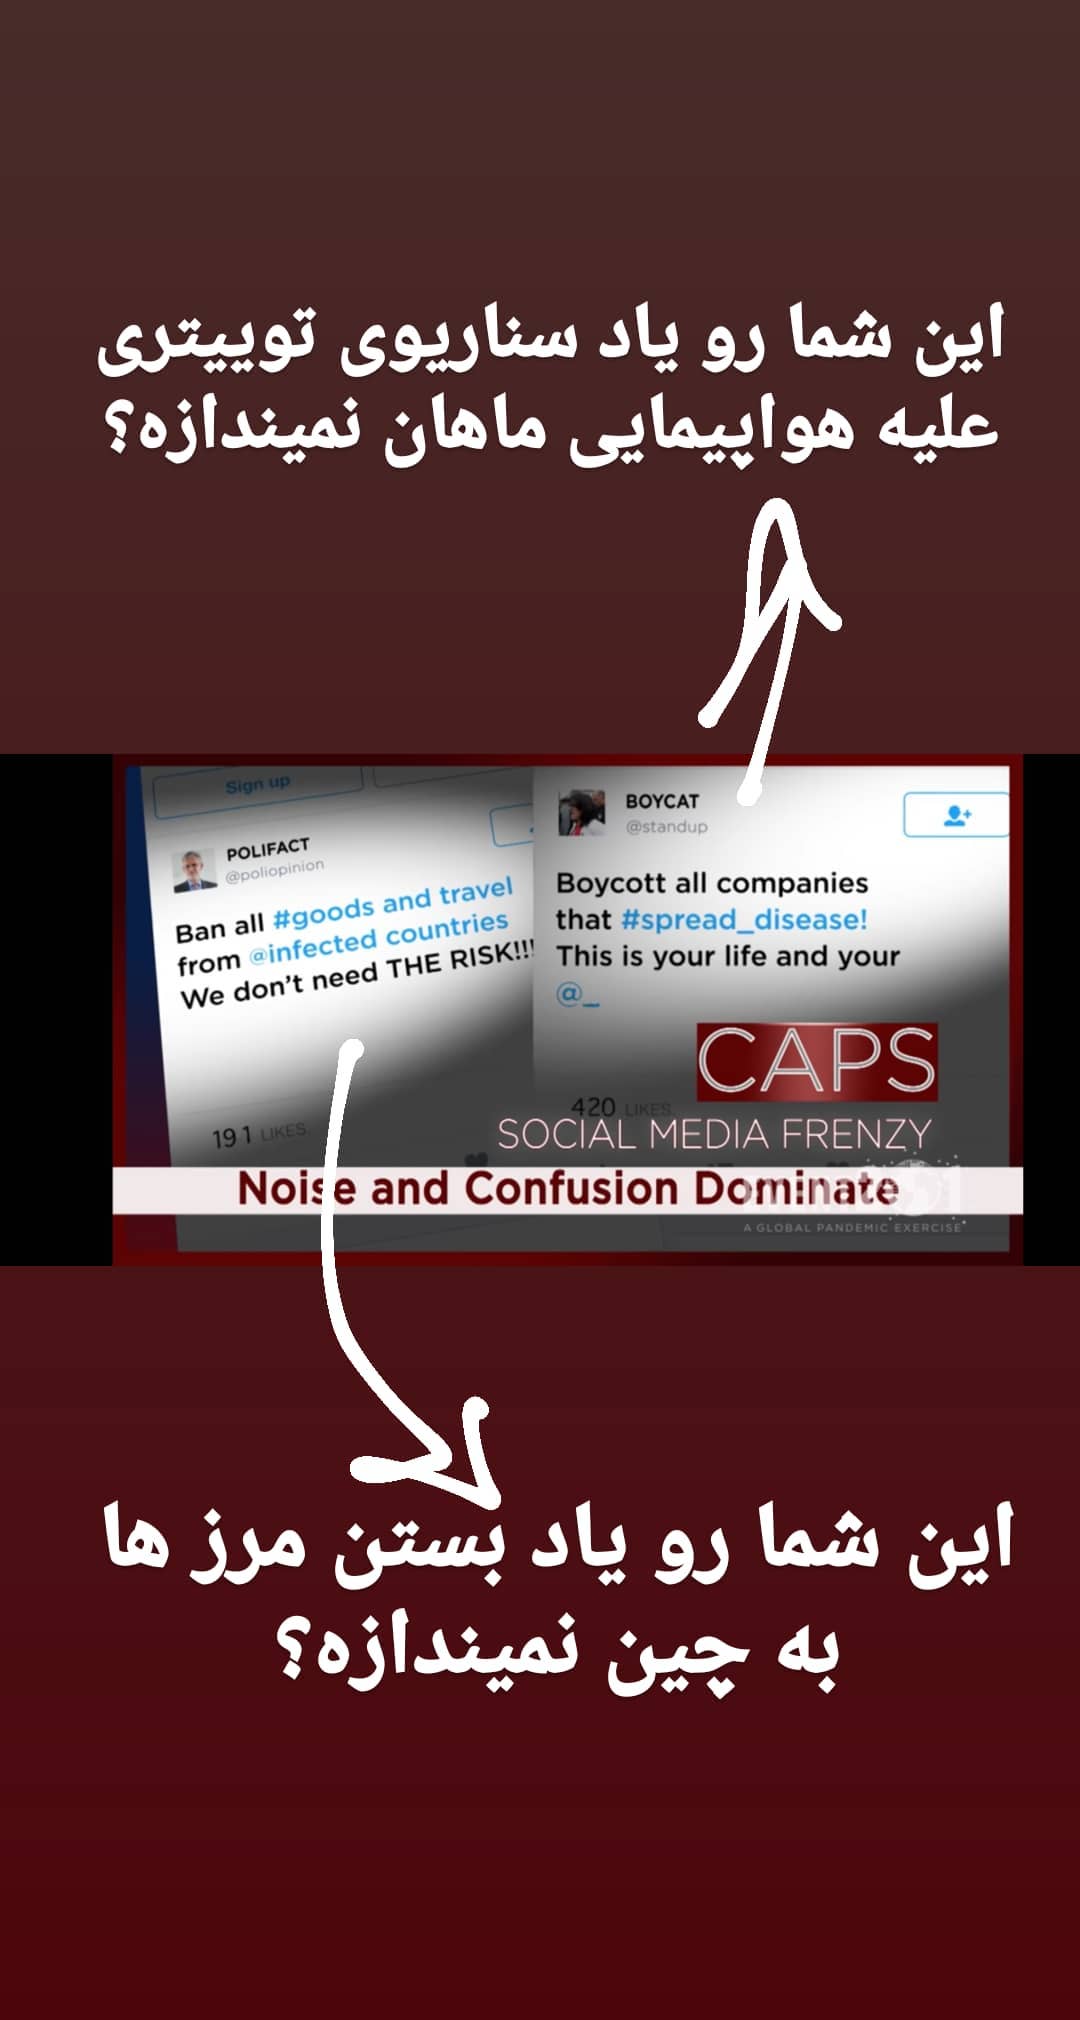 این شما رو یاد سناریوی توییتری
علیه هواپیمایی ماهان نمیندازه؟
Sign up
POLIFACT
@poliopinion
Ban all #goods and travel
from @infected countries
We don't need THE RISK!!!
191 LIKES
BOYCAT
@standup
Boycott all companies
that #spread_disease!
This is your life and your
@_
420 LIKES
CAPS
SOCIAL MEDIA FRENZY
Noise and Confusion Dominate
A GLOBAL PANDEMIC EXERCISE
این شما رو یاد بستن مرز ها
به چین نمیندازه؟